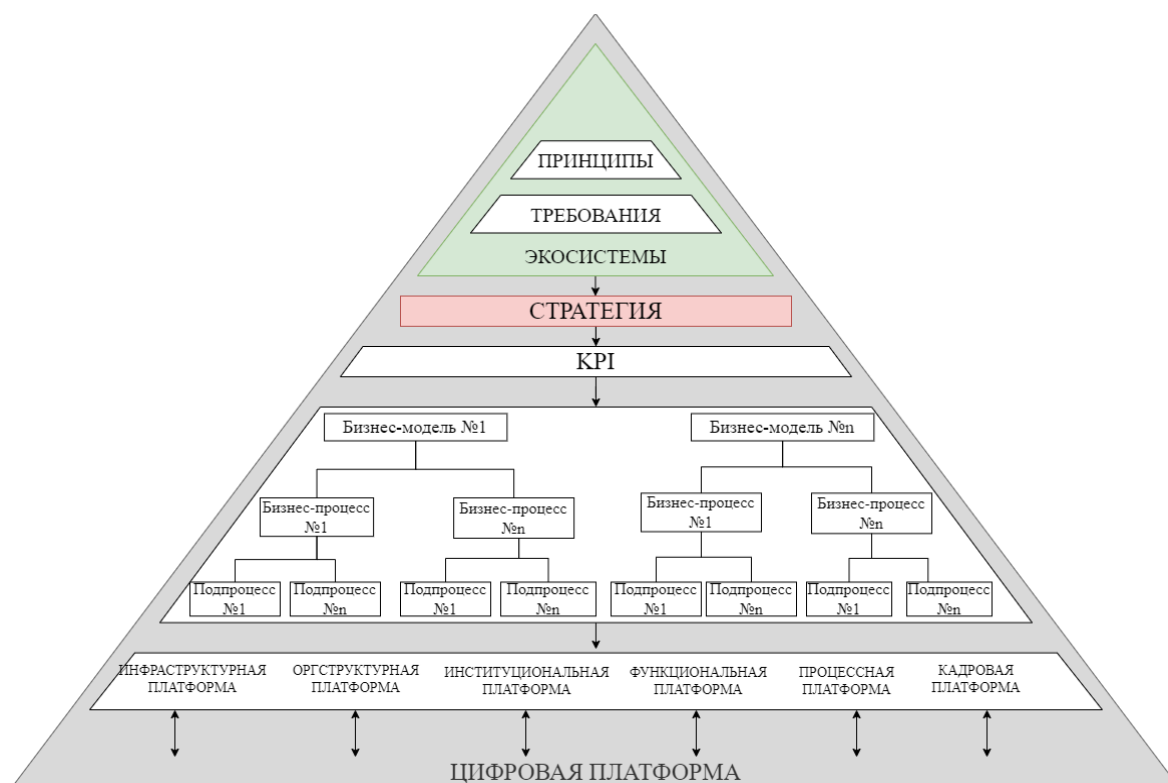 ПРИНЦИПЫ
ТРЕБОВАНИЯ
ЭКОСИСТЕМЫ
СТРАТЕГИЯ
KPI
Бизнес-модель №1
Бизнес-модель №n
Бизнес-процесс
№1
Бизнес-процесс
№n
Бизнес-процесс
№1
Бизнес-процесс
№n
Подпроцесс
№1
Подпроцесс
№n
Подпроцесс
№1
Подпроцесс
№n
Подпроцесс
№1
Подпроцесс
№n
Подпроцесс
№1
Подпроцесс
№n
ИНФРАСТРУКТУРНАЯ
ПЛАТФОРМА
ОРГСТРУКТУРНАЯ
ПЛАТФОРМА
ИНСТИТУЦИОНАЛЬНАЯ
ПЛАТФОРМА
ФУНКЦИОНАЛЬНАЯ
ПЛАТФОРМА
ПРОЦЕССНАЯ
ПЛАТФОРМА
КАДРОВАЯ
ПЛАТФОРМА
ЦИФРОВАЯ ПЛАТФОРМА